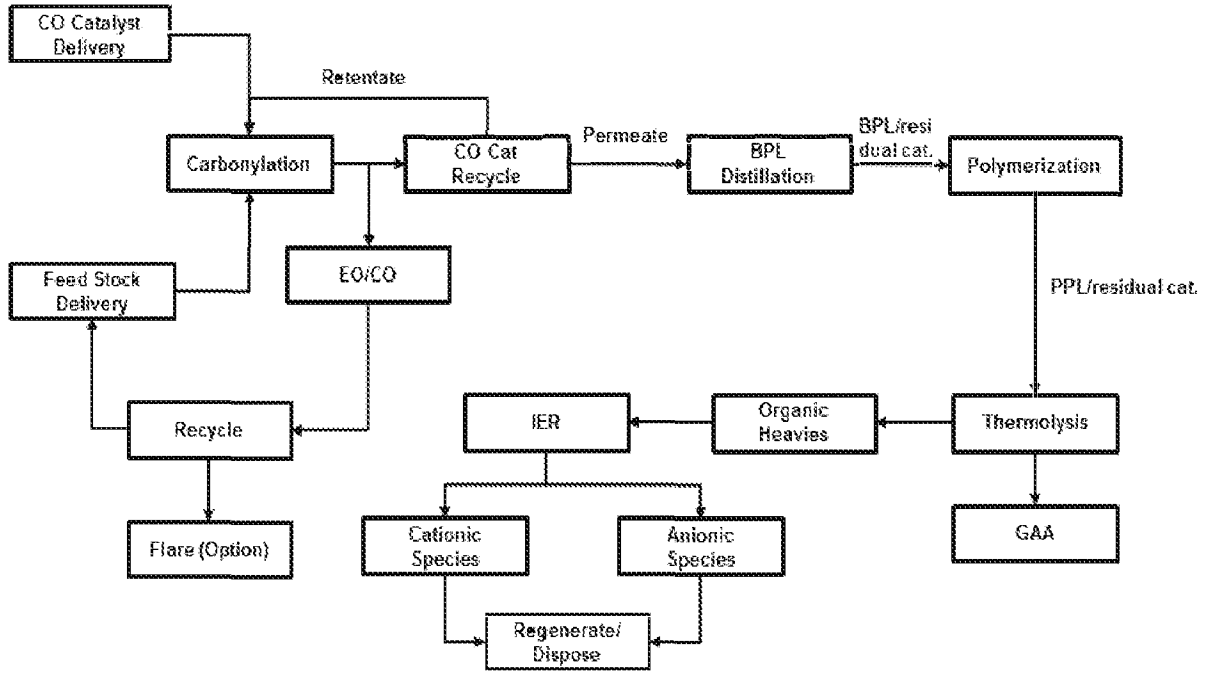 CO Catalyst
Delivery
Retentate
Carbonylation
CO Cat
Recycle
Permeate
BPL
Distillation
BPL/resi
dual cat.
Polymerization
Feed Stock
Delivery
EO/CO
PPL/residual cat.
Recycle
IER
Organic
Heavies
Thermolysis
Flare (Option)
Cationic
Species
Anionic
Species
GAA
Regenerate/
Dispose